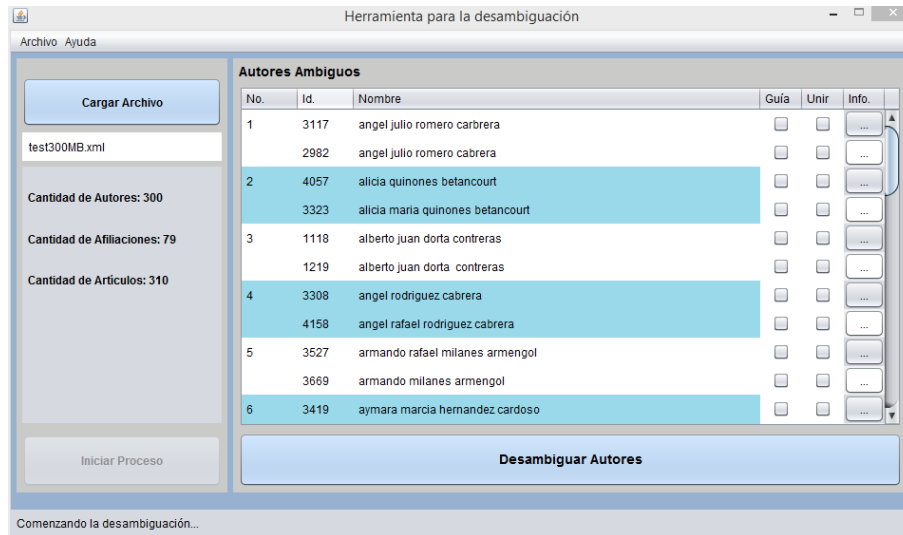 Herramienta para la desambiguación
Archivo Ayuda
Cargar Archivo
test300MB.xml
Cantidad de Autores: 300
Cantidad de Afiliaciones: 79
Cantidad de Articulos: 310
Iniciar Proceso
Autores Ambiguos
No. Id. Nombre Guía Unir Info.
1 3117 angel julio romero carbrera ...
2982 angel julio romero cabrera ...
2 4057 alicia quinones betancourt ...
3323 alicia maria quinones betancourt ...
3 1118 alberto juan dorta contreras ...
1219 alberto juan dorta contreras ...
4 3308 angel rodriguez cabrera ...
4158 angel rafael rodriguez cabrera ...
5 3527 armando rafael milanes armengol ...
3669 armando milanes armengol ...
6 3419 aymara marcia hernandez cardoso ...
Desambiguar Autores
Comenzando la desambiguación...